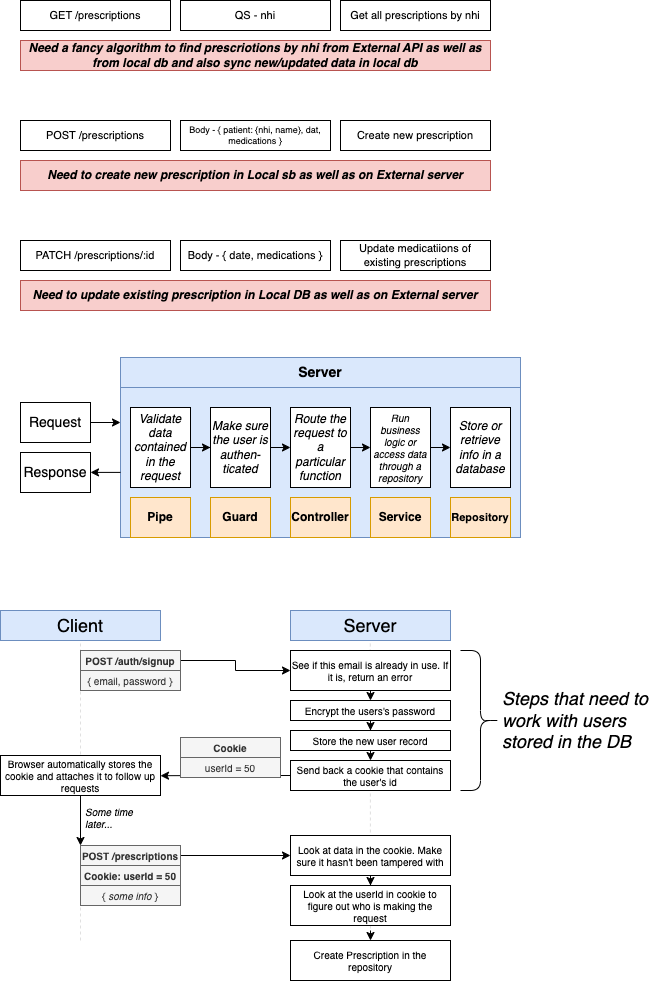 GET /prescriptions
QS - nhi
Get all prescriptions by nhi
Need a fancy algorithm to find prescriotions by nhi from External API as well as
from local db and also sync new/updated data in local db
POST /prescriptions
Body - { patient: {nhi, name}, dat,
medications }
Create new prescription
Need to create new prescription in Local sb as well as on External server
PATCH /prescriptions/:id
Body - { date, medications }
Update medicatiions of
existing prescriptions
Need to update existing prescription in Local DB as well as on External server
Server
Request
Response
Validate
data
contained
in the
request
Make sure
the user is
authen-
ticated
Route the
request to
a
particular
function
Run
business
logic or
access data
through a
repository
Store or
retrieve
info in a
database
Pipe
Guard
Controller
Service
Repository
Client
Server
POST /auth/signup
{ email, password }
See if this email is already in use. If
it is, return an error
Encrypt the users's password
Store the new user record
Cookie
userId = 50
Send back a cookie that contains
the user's id
Steps that need to
work with users
stored in the DB
Browser automatically stores the
cookie and attaches it to follow up
requests
Some time
later...
POST /prescriptions
Cookie: userId = 50
{ some info }
Look at data in the cookie. Make
sure it hasn't been tampered with
Look at the userId in cookie to
figure out who is making the
request
Create Prescription in the
repository